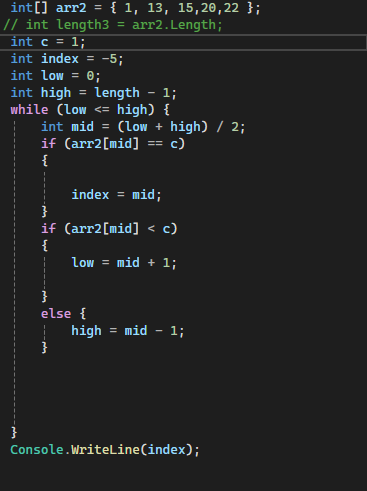 int[] arr2 = { 1, 13, 15,20,22 };
// int length3 = arr2.Length;
int c = 1;
int index = -5;
int low = 0;
int high = length - 1;
while (low <= high) {
int mid = (low + high) / 2;
if (arr2[mid] == c)
{
index = mid;
}
if (arr2[mid] < c)
{
low = mid + 1;
}
else {
high = mid - 1;
}
}
Console.WriteLine(index);